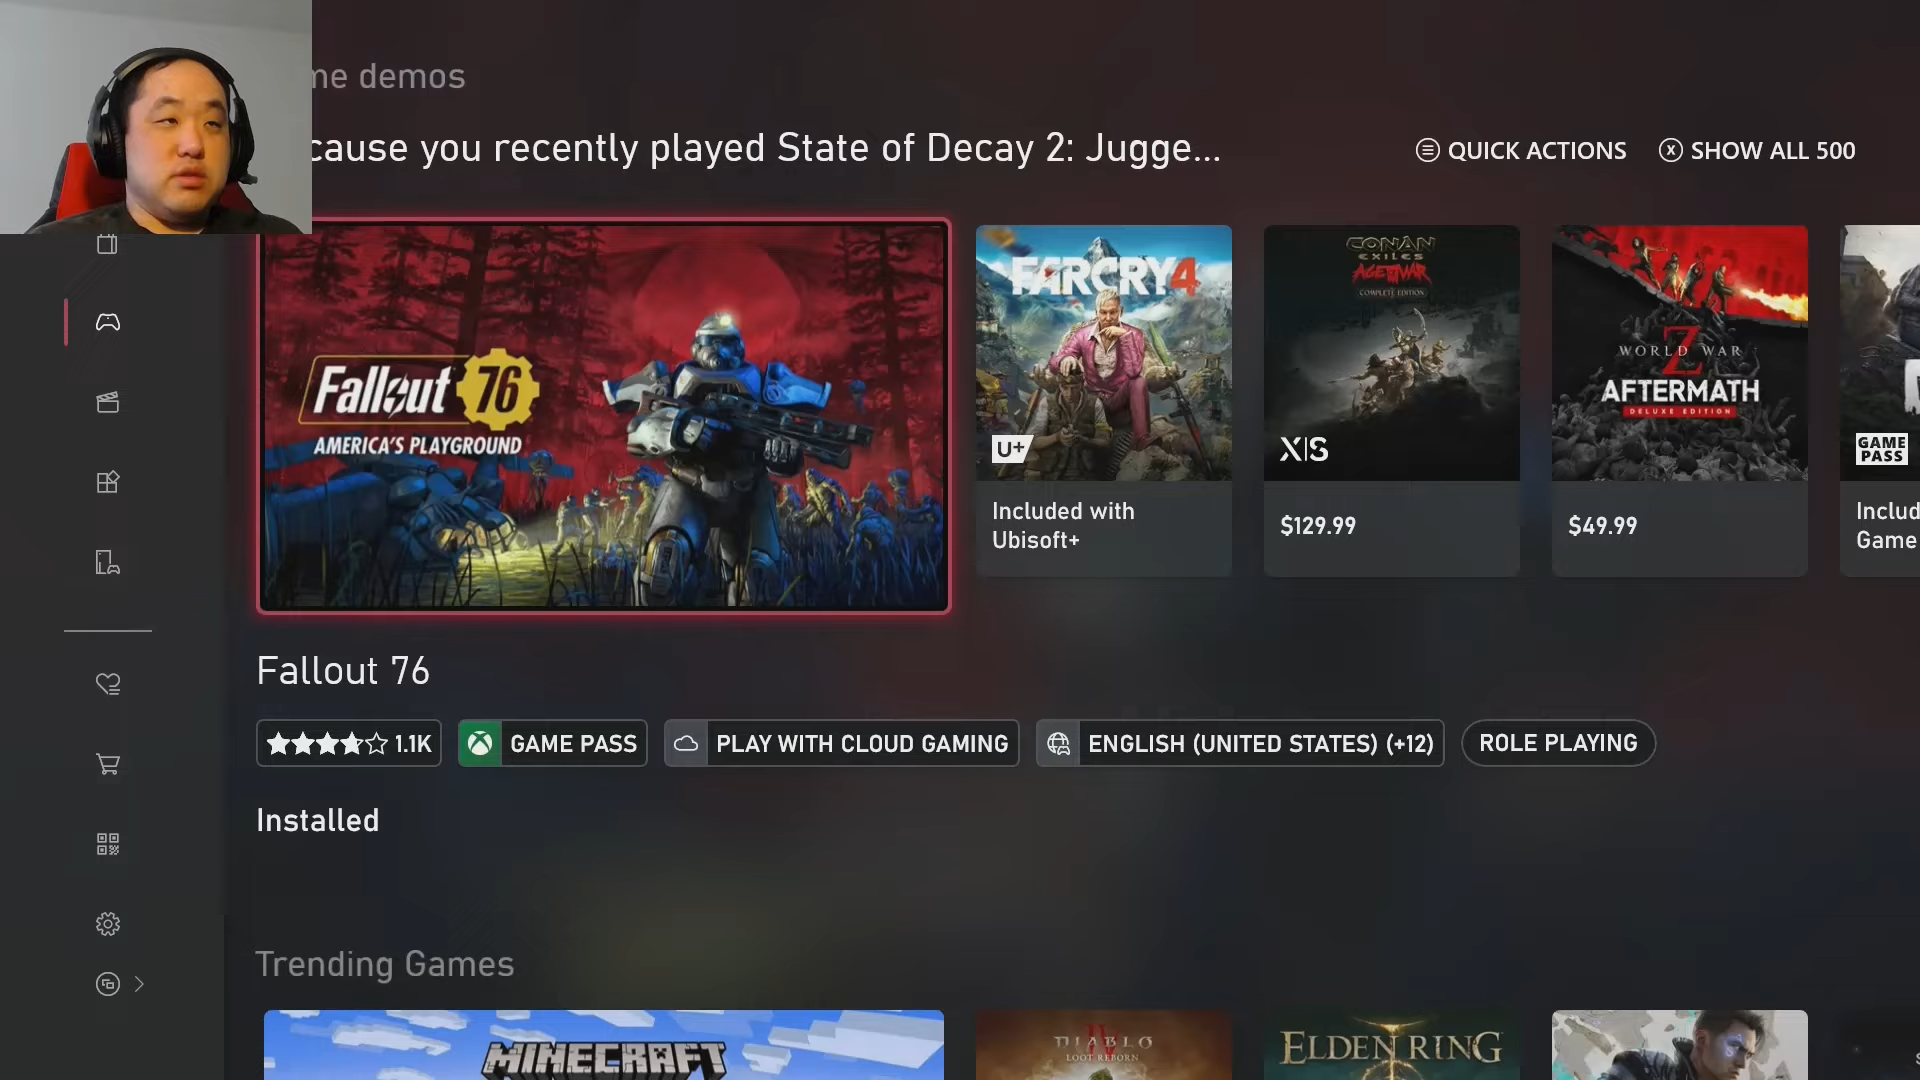 me demos
cause you recently played State of Decay 2: Jugge...
QUICK ACTIONS
SHOW ALL 500
Fallout 76
AMERICA'S PLAYGROUND
FARCRY4
U+
Included with
Ubisoft+
CONAN
EXILES
AGE OF WAR
COMPLETE EDITION
X|S
$129.99
WORLD WAR
Z
AFTERMATH
DELUXE EDITION
$49.99
GAME
PASS
Includ
Game
Fallout 76
1.1K
GAME PASS
PLAY WITH CLOUD GAMING
ENGLISH (UNITED STATES) (+12)
ROLE PLAYING
Installed
Trending Games
MINECRAFT
DIABLO
IV
LOOT REBORN
ELDEN RING